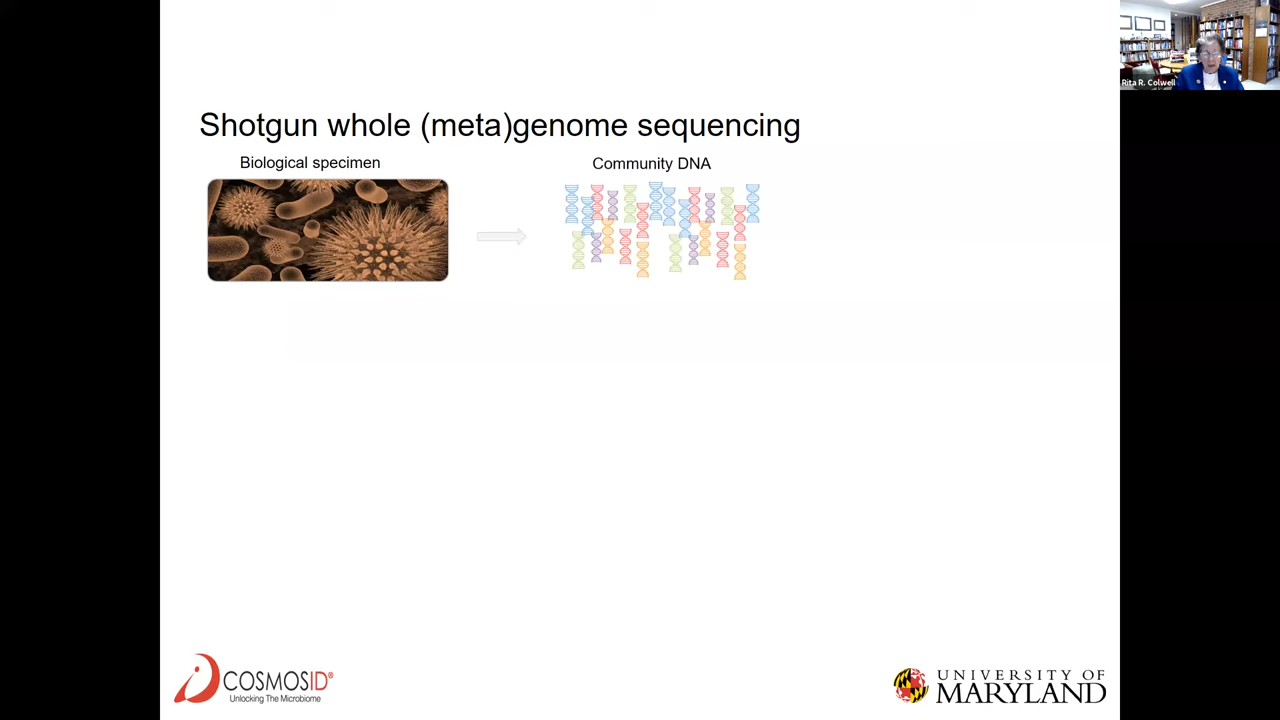 Rita R. Colwell
Shotgun whole (meta)genome sequencing
Biological specimen
Community DNA
COSMOSID®
Unlocking The Microbiome
UNIVERSITY OF
MARYLAND